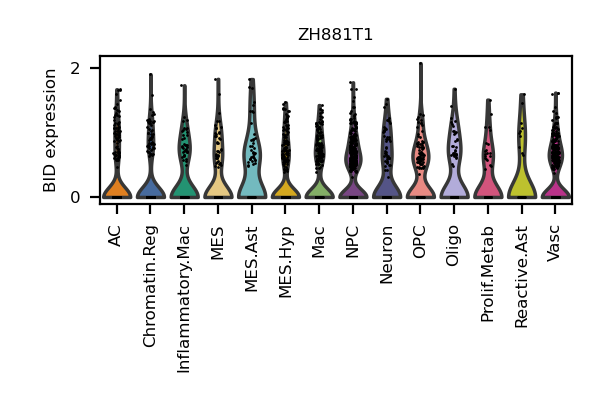 ZH881T1
BID expression
2
0
AC
Chromatin.Reg
Inflammatory.Mac
MES
MES.Ast
MES.Hyp
Mac
NPC
Neuron
OPC
Oligo
Prolif.Metab
Reactive.Ast
Vasc